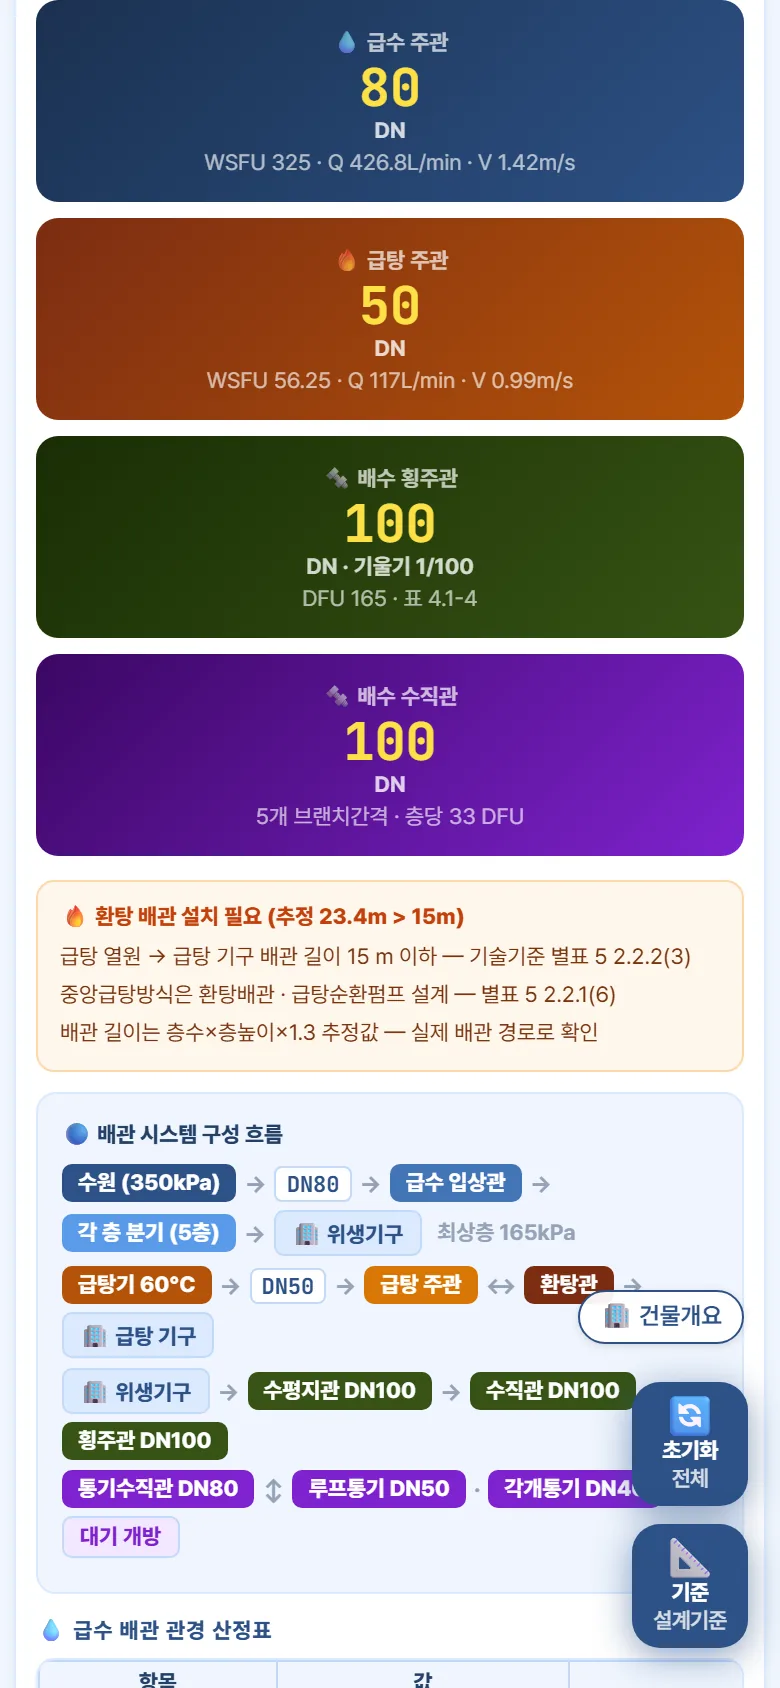 급수 주관
80
DN
WSFU 325 · Q 426.8L/min · V 1.42m/s
급탕 주관
50
DN
WSFU 56.25 · Q 117L/min · V 0.99m/s
배수 횡주관
100
DN · 기울기 1/100
DFU 165 · 표 4.1-4
배수 수직관
100
DN
5개 브랜치간격 · 층당 33 DFU
환탕 배관 설치 필요 (추정 23.4m > 15m)
급탕 열원 → 급탕 기구 배관 길이 15 m 이하 — 기술기준 별표 5 2.2.2(3)
중앙급탕방식은 환탕배관 · 급탕순환펌프 설계 — 별표 5 2.2.1(6)
배관 길이는 층수×층높이×1.3 추정값 — 실제 배관 경로로 확인
배관 시스템 구성 흐름
수원 (350kPa) → DN80 → 급수 입상관 →
각 층 분기 (5층) → 위생기구 최상층 165kPa
급탕기 60°C → DN50 → 급탕 주관 ↔ 환탕관 →
건물개요
급탕 기구
위생기구 → 수평지관 DN100 → 수직관 DN100
횡주관 DN100
초기화
전체
통기수직관 DN80 ↕ 루프통기 DN50 · 각개통기 DN4
대기 개방
기준
설계기준
급수 배관 관경 산정표
항목 값